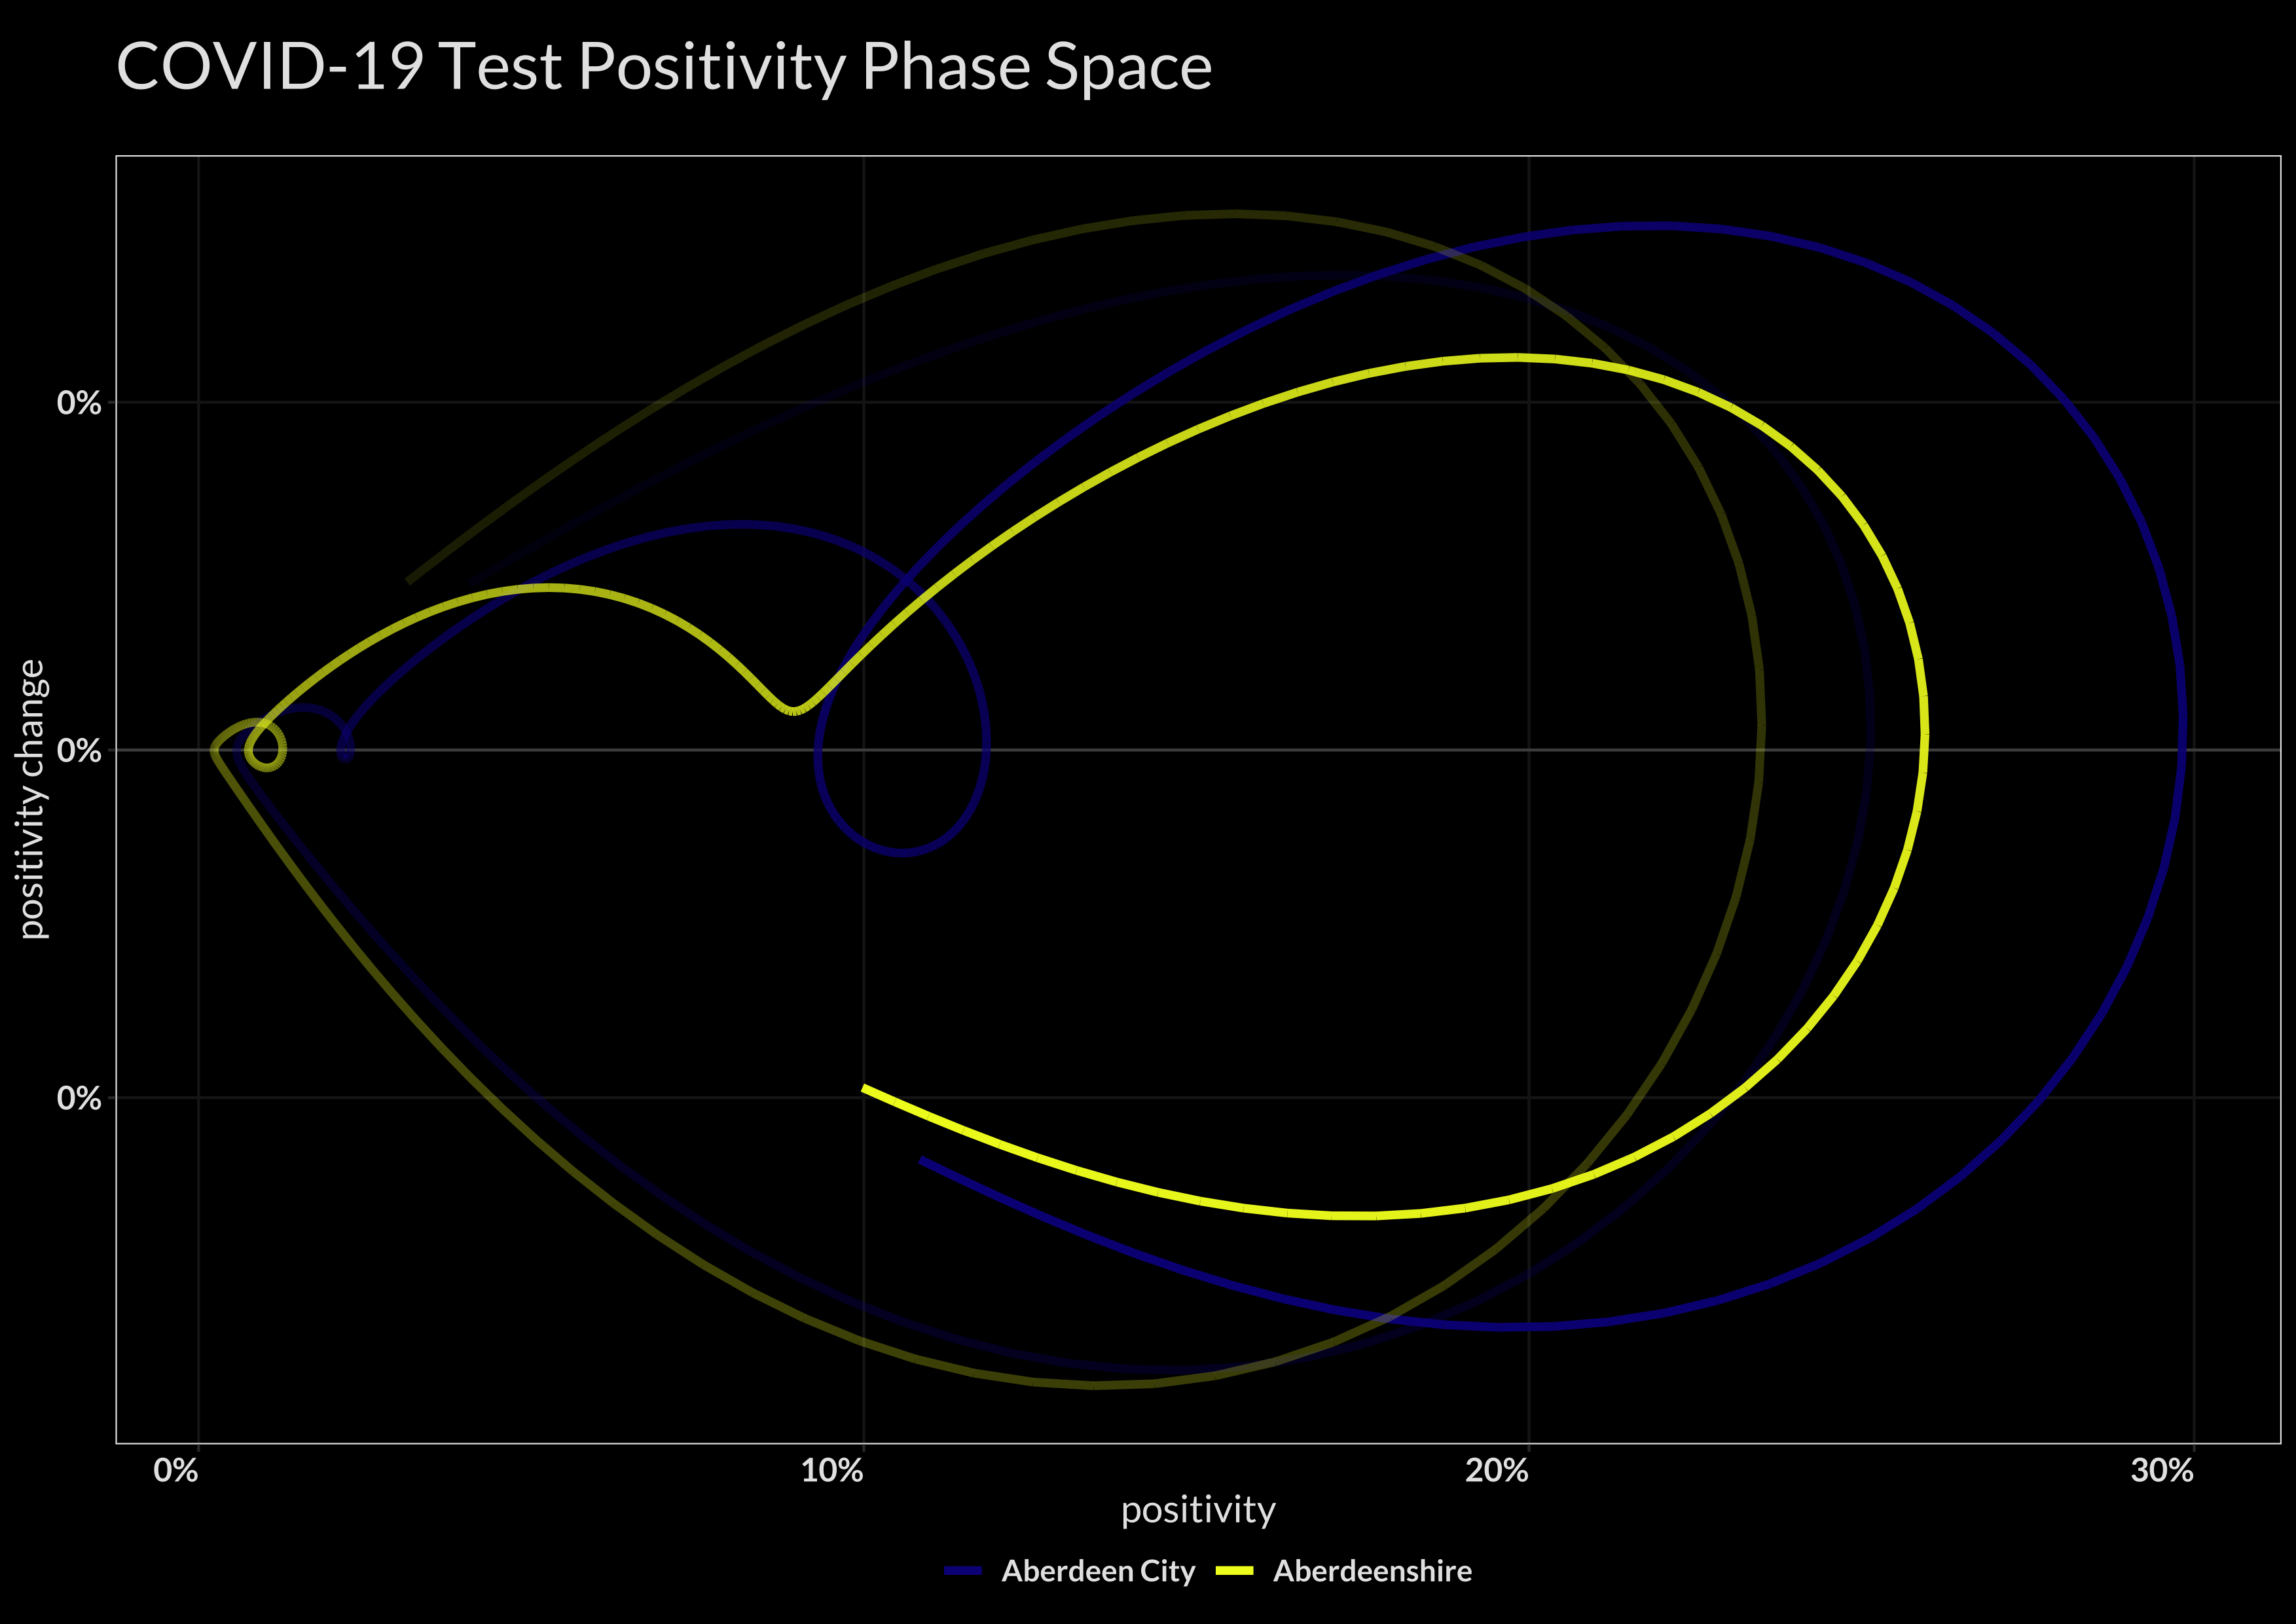 COVID-19 Test Positivity Phase Space
positivity change
0%
0%
0%
0%
10%
20%
30%
positivity
Aberdeen City
Aberdeenshire